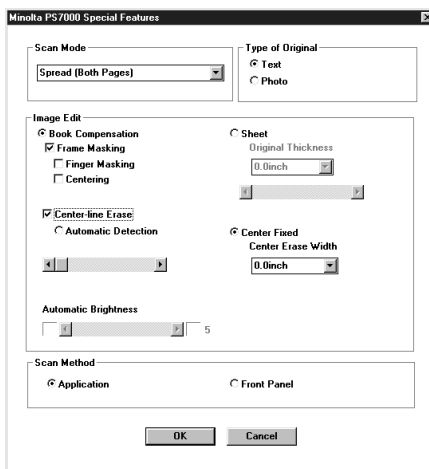 Minolta PS7000 Special Features
Scan Mode
Spread (Both Pages)
Type of Original
Text
Photo
Image Edit
Book Compensation
Frame Masking
Finger Masking
Centering
Sheet
Original Thickness
0.0inch
Center-line Erase
Automatic Detection
Center Fixed
Center Erase Width
0.0inch
Automatic Brightness
5
Scan Method
Application
Front Panel
OK
Cancel